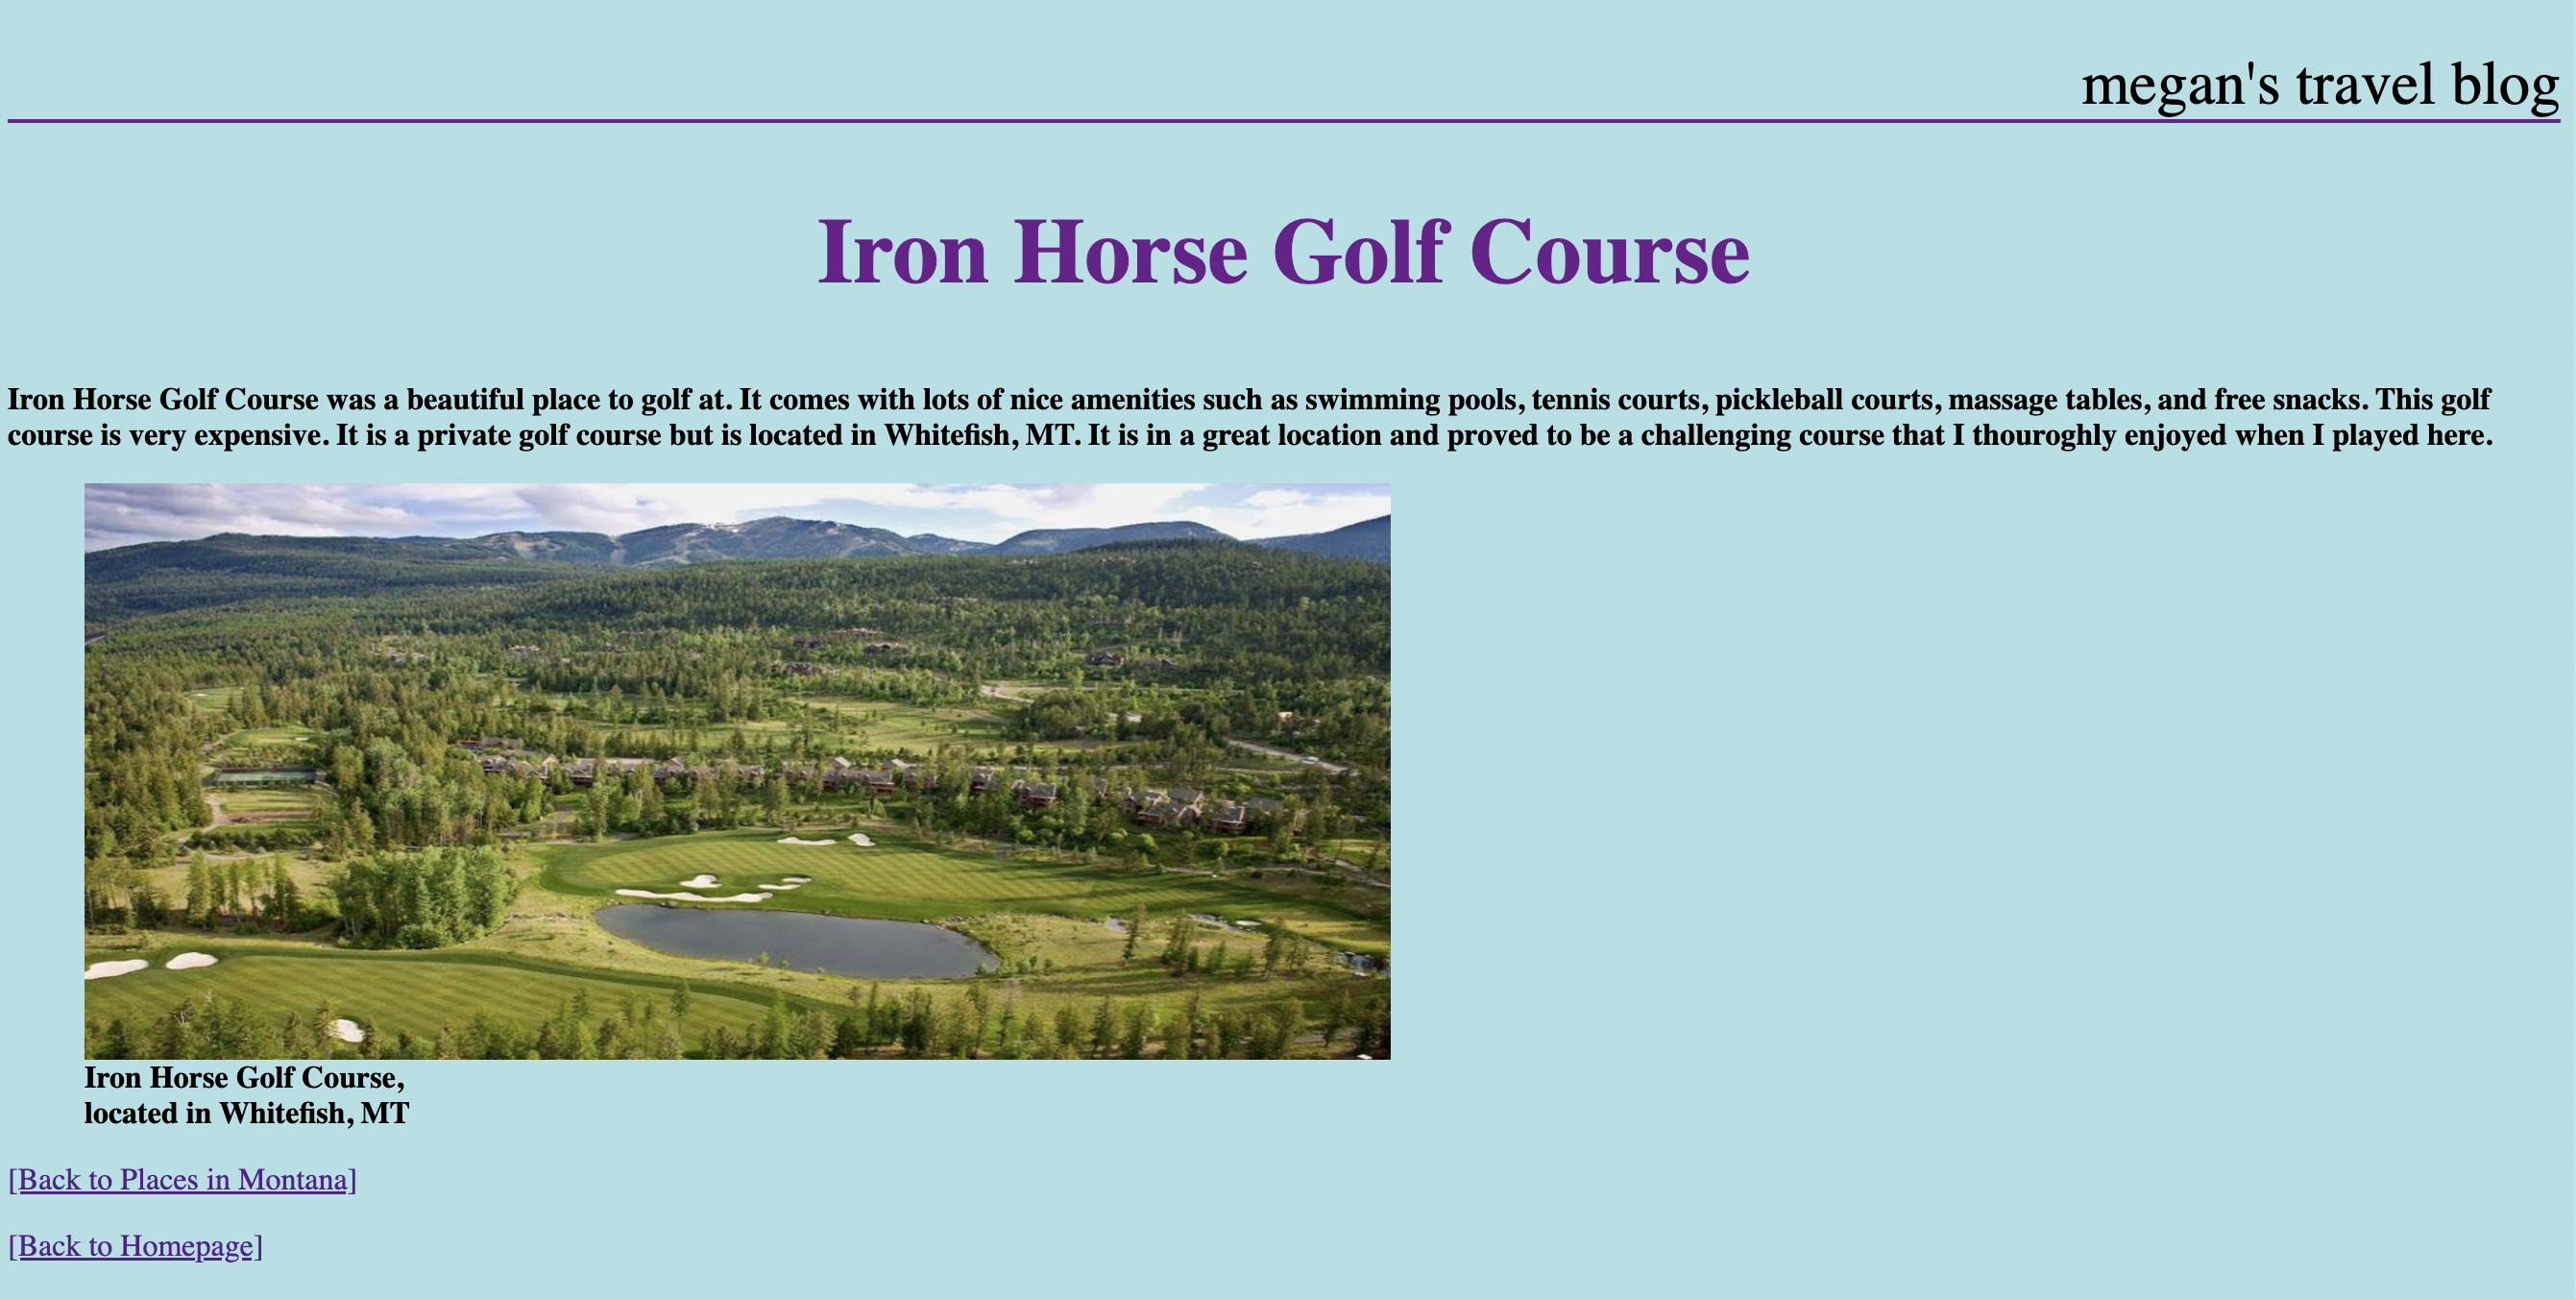 megan's travel blog
Iron Horse Golf Course
Iron Horse Golf Course was a beautiful place to golf at. It comes with lots of nice amenities such as swimming pools, tennis courts, pickleball courts, massage tables, and free snacks. This golf
course is very expensive. It is a private golf course but is located in Whitefish, MT. It is in a great location and proved to be a challenging course that I thouroghly enjoyed when I played here.
Iron Horse Golf Course,
located in Whitefish, MT
[Back to Places in Montana]
[Back to Homepage]